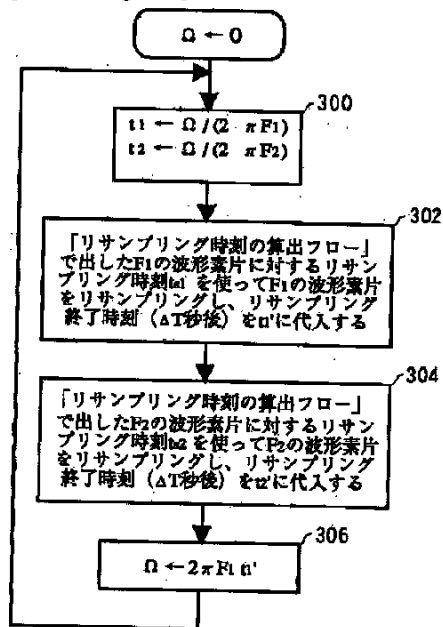 Ω ← 0
300
t1 ← Ω /(2 π F1)
t2 ← Ω /(2 π F2)
302
「リサンプリング時刻の算出フロー」
で出したF1の波形素片に対するリサン
プリング時刻ta1 を使ってF1の波形素片
をリサンプリングし、リサンプリング
終了時刻（ΔT秒後）をt1'に代入する
304
「リサンプリング時刻の算出フロー」
で出したF2の波形素片に対するリサン
プリング時刻ta2 を使ってF2の波形素片
をリサンプリングし、リサンプリング
終了時刻（ΔT秒後）をt2'に代入する
306
Ω ← 2π F1 t1'